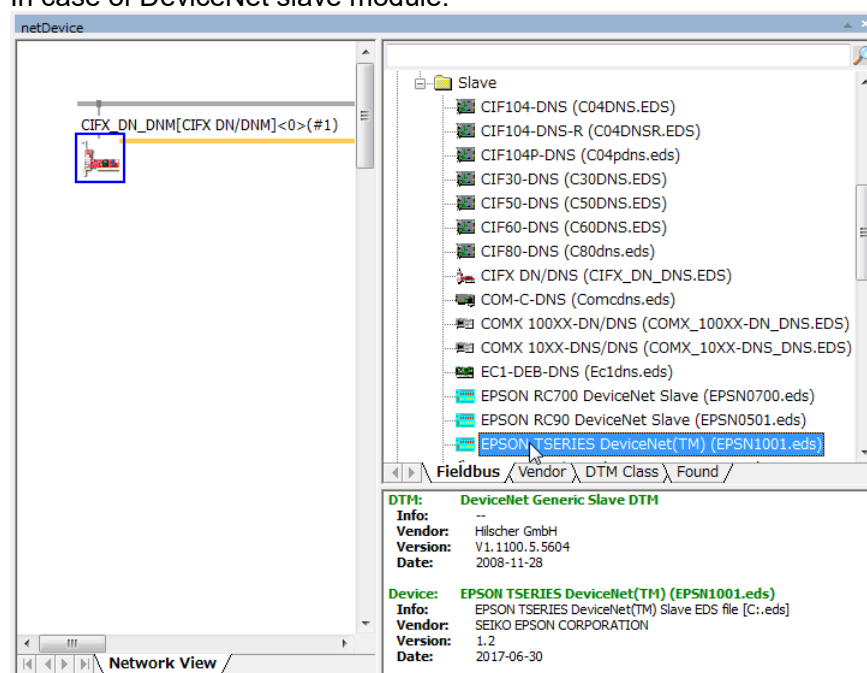 In case of DeviceNet slave module:
netDevice
CIFX_DN_DNM[CIFX DN/DNM]<0>(#1)
Network View
Slave
CIF104-DNS (C04DNS.EDS)
CIF104-DNS-R (C04DNSR.EDS)
CIF104P-DNS (C04pdns.eds)
CIF30-DNS (C30DNS.EDS)
CIF50-DNS (C50DNS.EDS)
CIF60-DNS (C60DNS.EDS)
CIF80-DNS (C80dns.eds)
CIFX DN/DNS (CIFX_DN_DNS.EDS)
COM-C-DNS (Comcdns.eds)
COMX 100XX-DN/DNS (COMX_100XX-DN_DNS.EDS)
COMX 10XX-DNS/DNS (COMX_10XX-DNS_DNS.EDS)
EC1-DEB-DNS (Ec1dns.eds)
EPSON RC700 DeviceNet Slave (EPSN0700.eds)
EPSON RC90 DeviceNet Slave (EPSN0501.eds)
EPSON TSERIES DeviceNet(TM) (EPSN1001.eds)
Fieldbus Vendor DTM Class Found
DTM: DeviceNet Generic Slave DTM
Info: --
Vendor: Hilscher GmbH
Version: V1.1100.5.5604
Date: 2008-11-28
Device: EPSON TSERIES DeviceNet(TM) (EPSN1001.eds)
Info: EPSON TSERIES DeviceNet(TM) Slave EDS file [C:.eds]
Vendor: SEIKO EPSON CORPORATION
Version: 1.2
Date: 2017-06-30